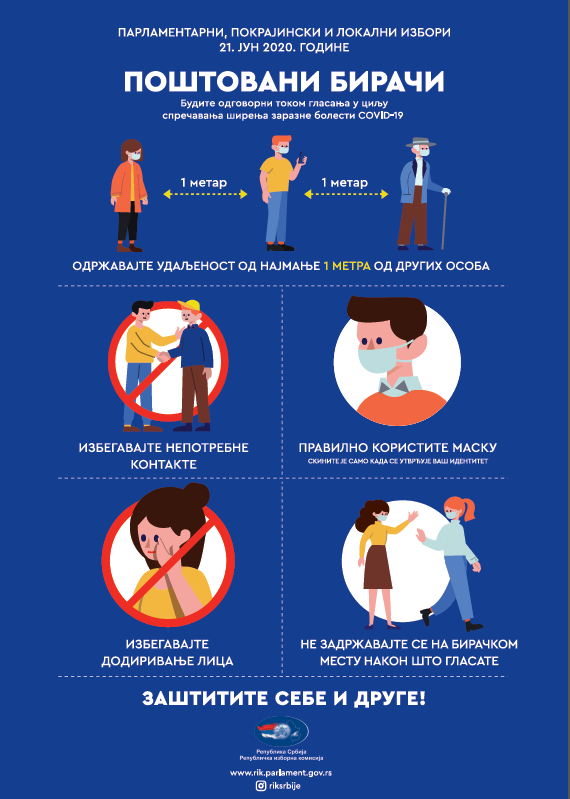 ПАРЛАМЕНТАРНИ, ПОКРАЈИНСКИ И ЛОКАЛНИ ИЗБОРИ
21. ЈУН 2020. ГОДИНЕ
ПОШТОВАНИ БИРАЧИ
Будите одговорни током гласања у циљу
спречавања ширења заразне болести COVID-19
1 метар
1 метар
ОДРЖАВАЈТЕ УДАЉЕНОСТ ОД НАЈМАЊЕ 1 МЕТРА ОД ДРУГИХ ОСОБА
ИЗБЕГАВАЈТЕ НЕПОТРЕБНЕ
КОНТАКТЕ
ПРАВИЛНО КОРИСТИТЕ МАСКУ
СКИНИТЕ ЈЕ САМО КАДА СЕ УТВРЂУЈЕ ВАШ ИДЕНТИТЕТ
ИЗБЕГАВАЈТЕ
ДОДИРИВАЊЕ ЛИЦА
НЕ ЗАДРЖАВАЈТЕ СЕ НА БИРАЧКОМ
МЕСТУ НАКОН ШТО ГЛАСАТЕ
ЗАШТИТИТЕ СЕБЕ И ДРУГЕ!
Република Србија
Републичка изборна комисија
www.rik.parlament.gov.rs
riksrbije